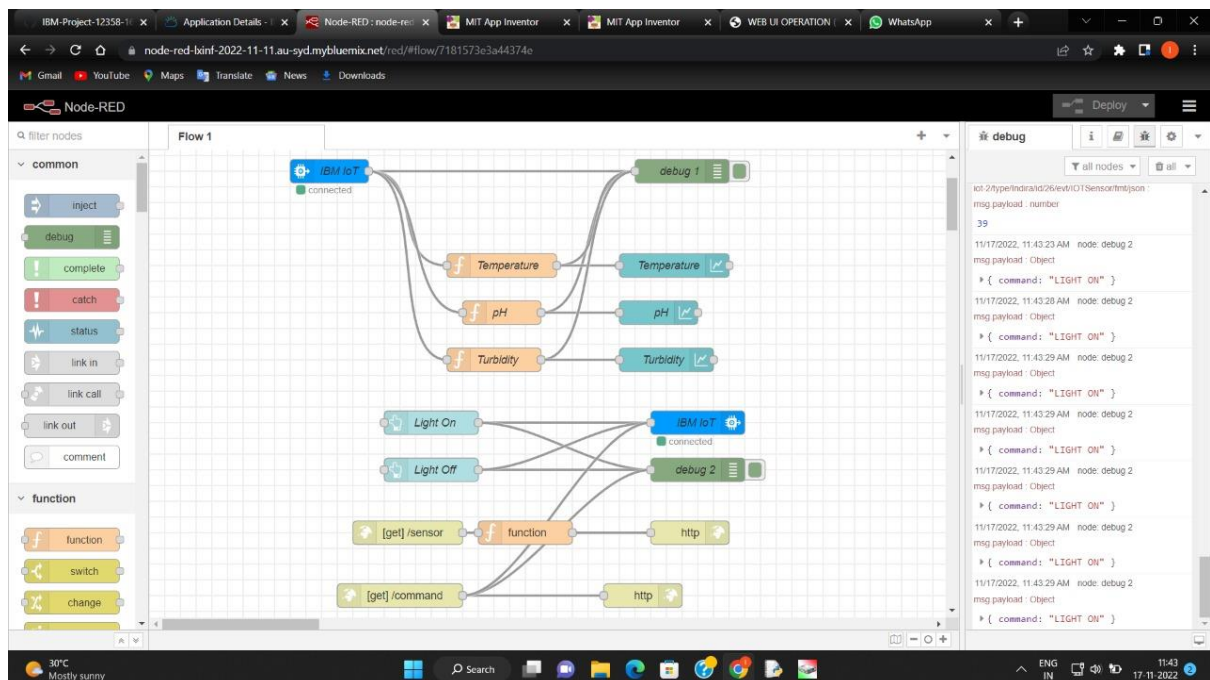 IBM-Project-12358-16
Application Details - I
Node-RED : node-red
MIT App Inventor
MIT App Inventor
WEB UI OPERATION (
WhatsApp
node-red-lxinf-2022-11-11.au-syd.mybluemix.net/red/#flow/7181573e3a44374e
Gmail YouTube Maps Translate News Downloads
Node-RED
Deploy
filter nodes
Flow 1
debug
all nodes
all
common
inject
debug
complete
catch
status
link in
link call
link out
comment
function
function
switch
change
IBM IoT
connected
debug 1
Temperature
Temperature
pH
pH
Turbidity
Turbidity
Light On
IBM IoT
connected
Light Off
debug 2
[get] /sensor
function
http
[get] /command
http
iot-2/type/Indira/id/26/evt/IOTSensor/fmt/json :
msg.payload : number
39
11/17/2022, 11:43:23 AM node: debug 2
msg.payload : Object
{ command: "LIGHT ON" }
11/17/2022, 11:43:28 AM node: debug 2
msg.payload : Object
{ command: "LIGHT ON" }
11/17/2022, 11:43:29 AM node: debug 2
msg.payload : Object
{ command: "LIGHT ON" }
11/17/2022, 11:43:29 AM node: debug 2
msg.payload : Object
{ command: "LIGHT ON" }
11/17/2022, 11:43:29 AM node: debug 2
msg.payload : Object
{ command: "LIGHT ON" }
11/17/2022, 11:43:29 AM node: debug 2
msg.payload : Object
{ command: "LIGHT ON" }
11/17/2022, 11:43:29 AM node: debug 2
msg.payload : Object
{ command: "LIGHT ON" }
30°C
Mostly sunny
Search
ENG
IN
11:43
17-11-2022
2